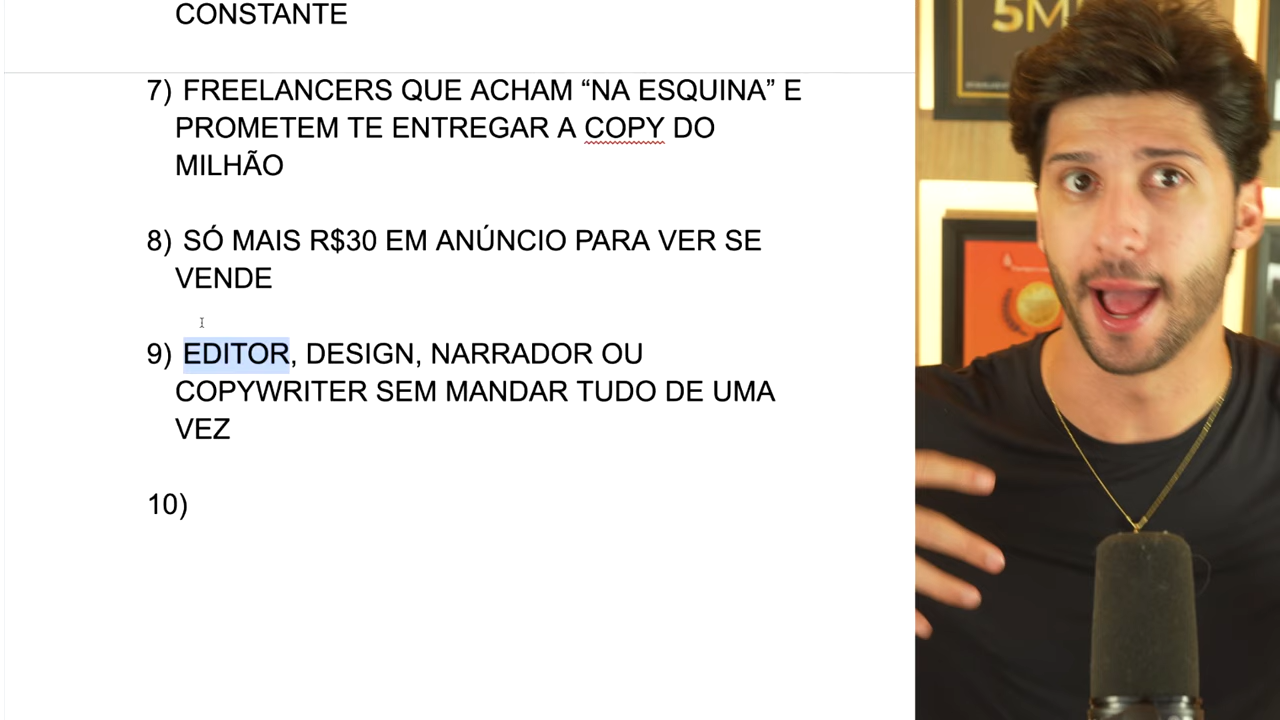 CONSTANTE
7) FREELANCERS QUE ACHAM “NA ESQUINA” E
PROMETEM TE ENTREGAR A COPY DO
MILHÃO
8) SÓ MAIS R$30 EM ANÚNCIO PARA VER SE
VENDE
9) EDITOR, DESIGN, NARRADOR OU
COPYWRITER SEM MANDAR TUDO DE UMA
VEZ
10)
5M